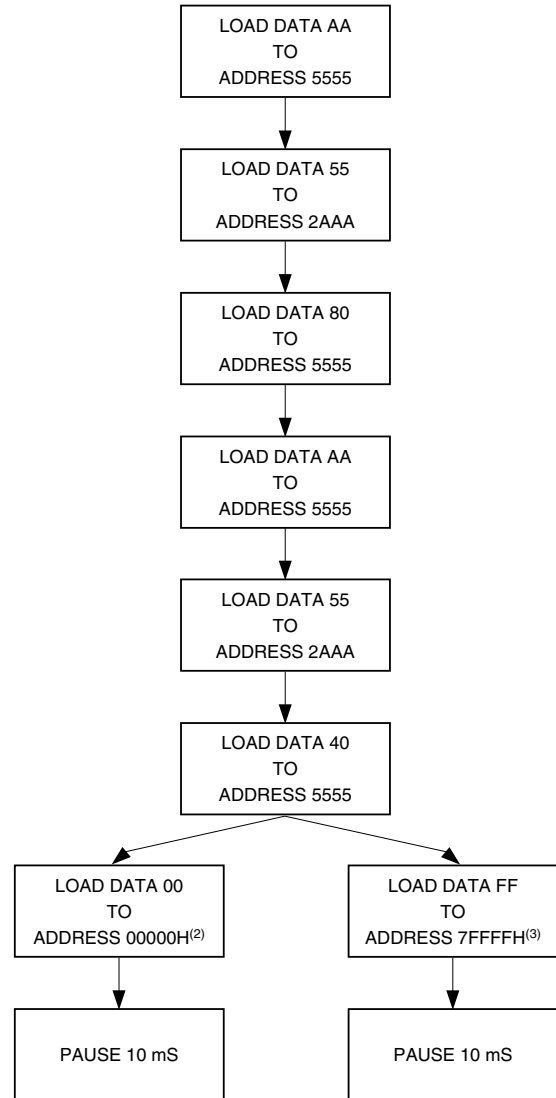 LOAD DATA AA
TO
ADDRESS 5555
LOAD DATA 55
TO
ADDRESS 2AAA
LOAD DATA 80
TO
ADDRESS 5555
LOAD DATA AA
TO
ADDRESS 5555
LOAD DATA 55
TO
ADDRESS 2AAA
LOAD DATA 40
TO
ADDRESS 5555
LOAD DATA 00
TO
ADDRESS 00000H(2)
PAUSE 10 mS
LOAD DATA FF
TO
ADDRESS 7FFFFH(3)
PAUSE 10 mS